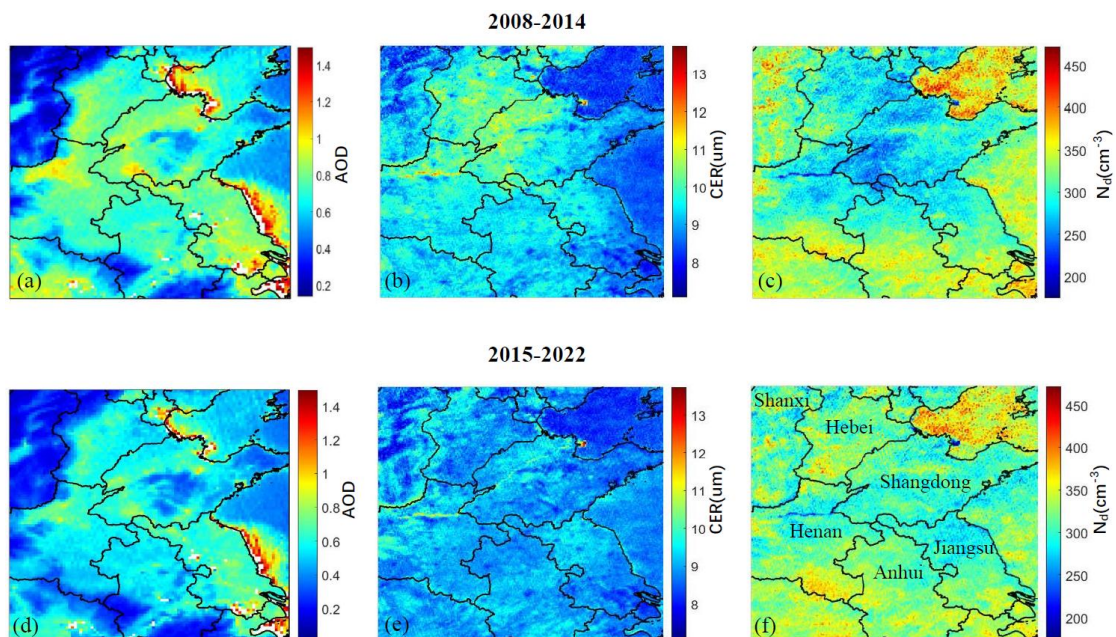 2008-2014
(a)
1.4
1.2
1
0.8
0.6
0.4
0.2
AOD
(b)
13
12
11
10
9
8
CER(um)
(c)
450
400
350
300
250
200
N_d(cm^-3)
2015-2022
(d)
1.4
1.2
1
0.8
0.6
0.4
0.2
AOD
(e)
13
12
11
10
9
8
7
CER(um)
Shanxi
Hebei
Shangdong
Henan
Jiangsu
Anhui
(f)
450
400
350
300
250
200
N_d(cm^-3)